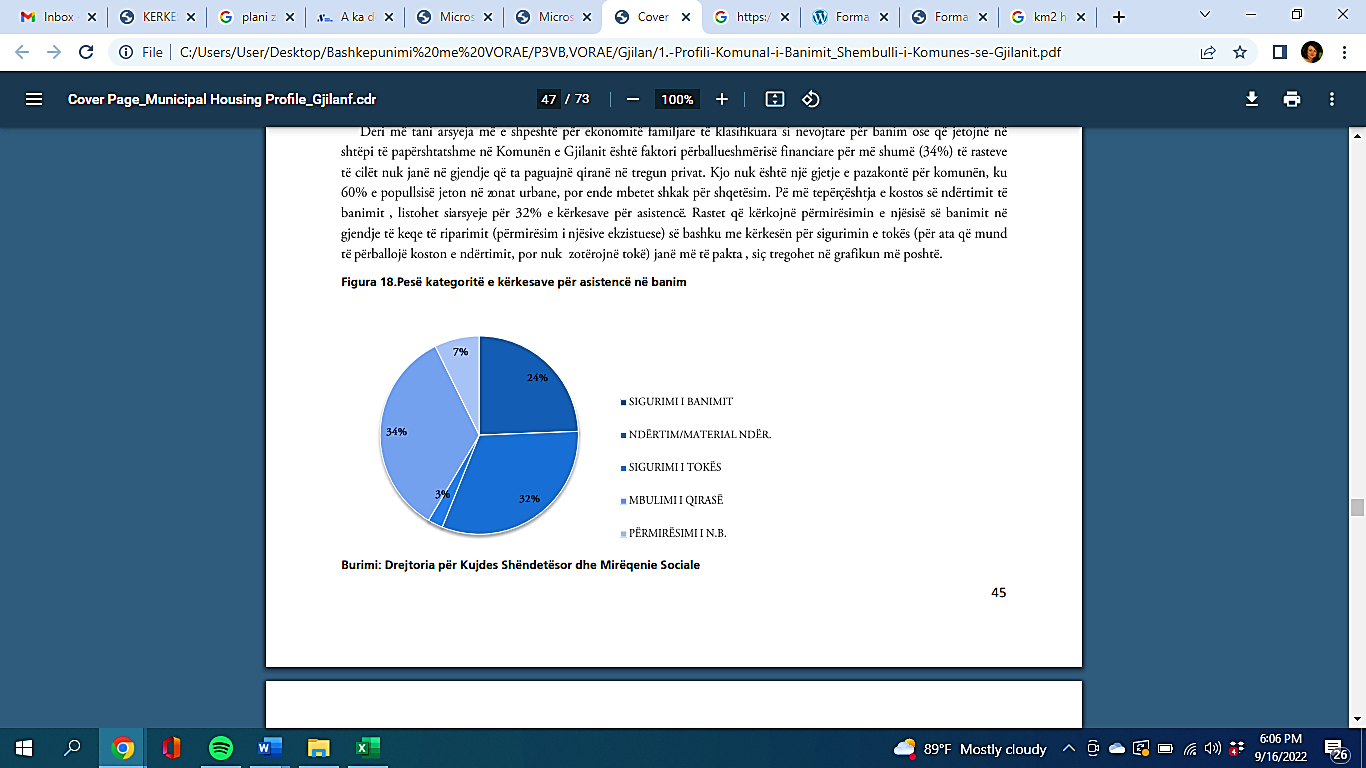 Inbox
KERKE
plani z
A ka d
Micros
Micros
Cover
https:/
Forma
Forma
km2 h
File C:/Users/User/Desktop/Bashkepunimi%20me%20VORAE/P3VB,VORAE/Gjilan/1.-Profili-Komunal-i-Banimit_Shembulli-i-Komunes-se-Gjilanit.pdf
Cover Page_Municipal Housing Profile_Gjilanf.cdr
47 / 73
100%
Deri më tani arsyeja më e shpeshtë për ekonomitë familjare të klasifikuara si nevojtare për banim ose që jetojnë në
shtëpi të papërshtatshme në Komunën e Gjilanit është faktori përballueshmërisë financiare për më shumë (34%) të rasteve
të cilët nuk janë në gjendje që ta paguajnë qiranë në tregun privat. Kjo nuk është një gjetje e pazakontë për komunën, ku
60% e popullsisë jeton në zonat urbane, por ende mbetet shkak për shqetësim. Pë më tepërçështja e kostos së ndërtimit të
banimit , listohet siarsyeje për 32% e kërkesave për asistencë. Rastet që kërkojnë përmirësimin e njësisë së banimit në
gjendje të keqe të riparimit (përmirësim i njësive ekzistuese) së bashku me kërkesën për sigurimin e tokës (për ata që mund
të përballojë koston e ndërtimit, por nuk zotërojnë tokë) janë më të pakta , siç tregohet në grafikun më poshtë.
Figura 18.Pesë kategoritë e kërkesave për asistencë në banim
7%
24%
34%
3%
32%
SIGURIMI I BANIMIT
NDËRTIM/MATERIAL NDËR.
SIGURIMI I TOKËS
MBULIMI I QIRASË
PËRMIRËSIMI I N.B.
Burimi: Drejtoria për Kujdes Shëndetësor dhe Mirëqenie Sociale
45
89°F Mostly cloudy
6:06 PM
9/16/2022
26